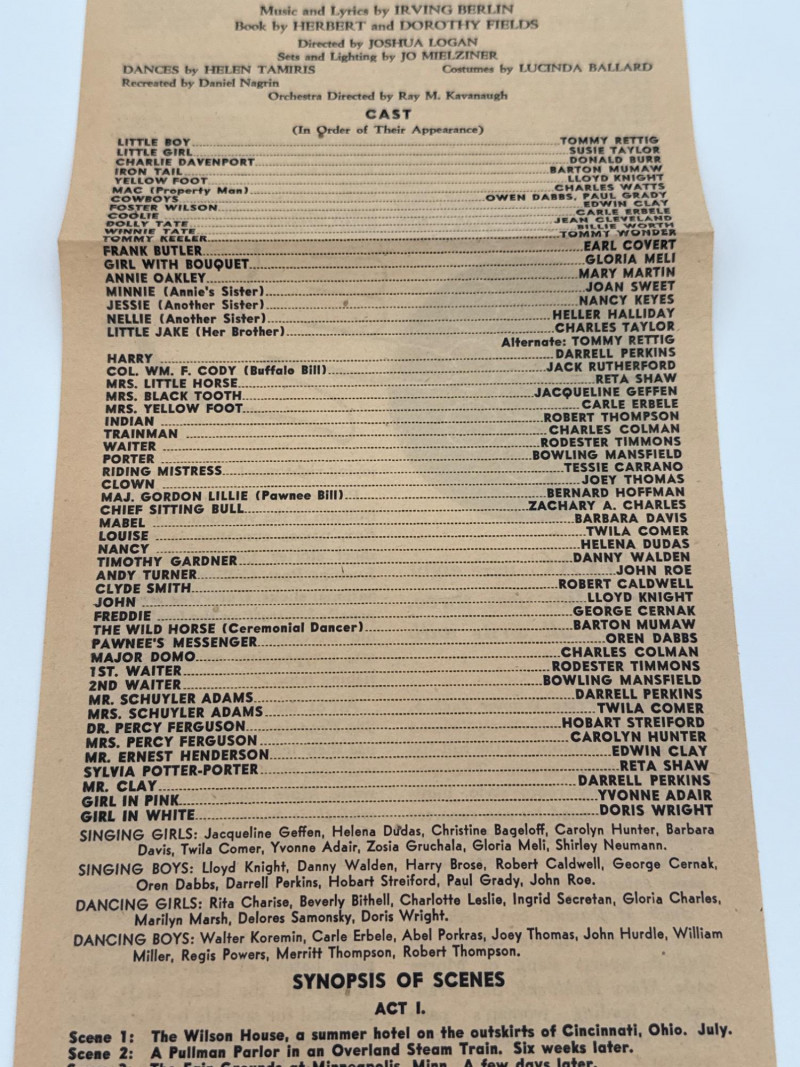 Music and Lyrics by IRVING BERLIN
Book by HERBERT and DOROTHY FIELDS
Directed by JOSHUA LOGAN
Sets and Lighting by JO MIELZINER
DANCES by HELEN TAMIRIS Costumes by LUCINDA BALLARD
Recreated by Daniel Nagrin
Orchestra Directed by Ray M. Kavanaugh
CAST
(In Order of Their Appearance)
LITTLE BOY TOMMY RETTIG
LITTLE GIRL SUSIE TAYLOR
CHARLIE DAVENPORT DONALD BURR
IRON TAIL BARTON MUMAW
YELLOW FOOT LLOYD KNIGHT
MAC (Property Man) CHARLES WATTS
COWBOYS OWEN DABBS, PAUL GRADY
FOSTER WILSON EDWIN CLAY
COOLIE CARLE ERBELE
DOLLY TATE JEAN CLEVELAND
WINNIE TATE BILLIE WORTH
TOMMY KEELER TOMMY WONDER
FRANK BUTLER EARL COVERT
GIRL WITH BOUQUET GLORIA MELI
ANNIE OAKLEY MARY MARTIN
MINNIE (Annie's Sister) JOAN SWEET
JESSIE (Another Sister) NANCY KEYES
NELLIE (Another Sister) HELLER HALLIDAY
LITTLE JAKE (Her Brother) CHARLES TAYLOR
Alternate: TOMMY RETTIG
HARRY DARRELL PERKINS
COL. WM. F. CODY (Buffalo Bill) JACK RUTHERFORD
MRS. LITTLE HORSE RETA SHAW
MRS. BLACK TOOTH JACQUELINE GEFFEN
MRS. YELLOW FOOT CARLE ERBELE
INDIAN ROBERT THOMPSON
TRAINMAN CHARLES COLMAN
WAITER RODESTER TIMMONS
PORTER BOWLING MANSFIELD
RIDING MISTRESS TESSIE CARRANO
CLOWN JOEY THOMAS
MAJ. GORDON LILLIE (Pawnee Bill) BERNARD HOFFMAN
CHIEF SITTING BULL ZACHARY A. CHARLES
MABEL BARBARA DAVIS
LOUISE TWILA COMER
NANCY HELENA DUDAS
TIMOTHY GARDNER DANNY WALDEN
ANDY TURNER JOHN ROE
CLYDE SMITH ROBERT CALDWELL
JOHN LLOYD KNIGHT
FREDDIE GEORGE CERNAK
THE WILD HORSE (Ceremonial Dancer) BARTON MUMAW
PAWNEE'S MESSENGER OREN DABBS
MAJOR DOMO CHARLES COLMAN
1ST. WAITER RODESTER TIMMONS
2ND WAITER BOWLING MANSFIELD
MR. SCHUYLER ADAMS DARRELL PERKINS
MRS. SCHUYLER ADAMS TWILA COMER
DR. PERCY FERGUSON HOBART STREIFORD
MRS. PERCY FERGUSON CAROLYN HUNTER
MR. ERNEST HENDERSON EDWIN CLAY
SYLVIA POTTER-PORTER RETA SHAW
MR. CLAY DARRELL PERKINS
GIRL IN PINK YVONNE ADAIR
GIRL IN WHITE DORIS WRIGHT
SINGING GIRLS: Jacqueline Geffen, Helena Dudas, Christine Bageloff, Carolyn Hunter, Barbara
Davis, Twila Comer, Yvonne Adair, Zosia Gruchala, Gloria Meli, Shirley Neumann.
SINGING BOYS: Lloyd Knight, Danny Walden, Harry Brose, Robert Caldwell, George Cernak,
Oren Dabbs, Darrell Perkins, Hobart Streiford, Paul Grady, John Roe.
DANCING GIRLS: Rita Charise, Beverly Bithell, Charlotte Leslie, Ingrid Secretan, Gloria Charles,
Marilyn Marsh, Delores Samonsky, Doris Wright.
DANCING BOYS: Walter Koremin, Carle Erbele, Abel Porkras, Joey Thomas, John Hurdle, William
Miller, Regis Powers, Merritt Thompson, Robert Thompson.
SYNOPSIS OF SCENES
ACT I.
Scene 1: The Wilson House, a summer hotel on the outskirts of Cincinnati, Ohio. July.
Scene 2: A Pullman Parlor in an Overland Steam Train. Six weeks later.
The Fair Grounds at Minneapolis, Minn. A few days later.